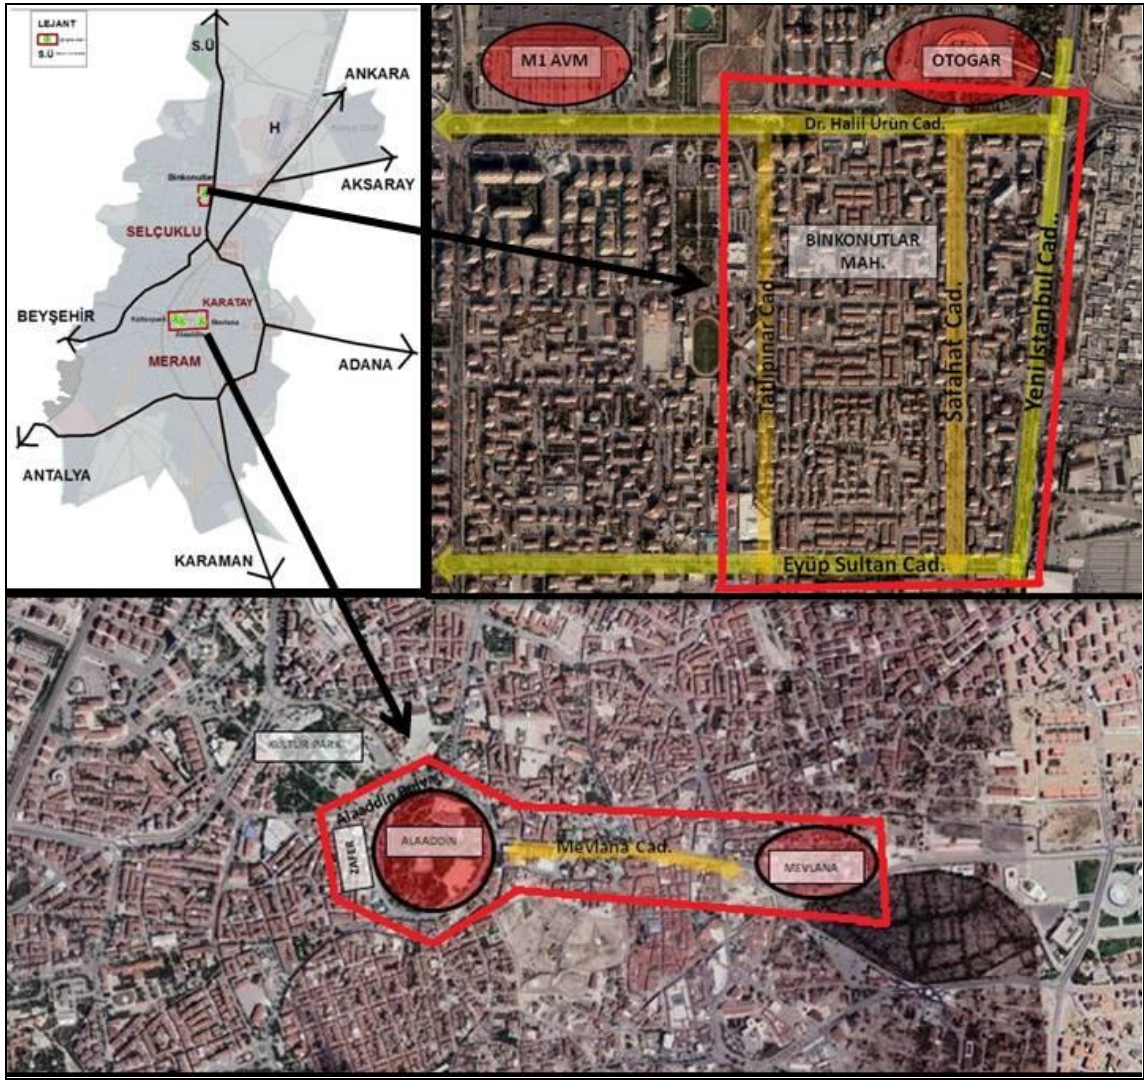 LEJANT
S.Ü
S.Ü
ANKARA
H
Binkonutlar
AKSARAY
SELÇUKLU
KARATAY
BEYŞEHİR
Kültürpark
Mevlana
MERAM
ADANA
ANTALYA
KARAMAN
M1 AVM
OTOGAR
Dr. Halil Ürün Cad.
BİNKONUTLAR
MAH.
Tatlıpınar Cad.
Safahat Cad.
Yeni İstanbul Cad..
Eyüp Sultan Cad.
KÜLTÜR PARK
Alaaddin Bulvarı
ZAFER
ALAADDİN
Mevlana Cad.
MEVLANA